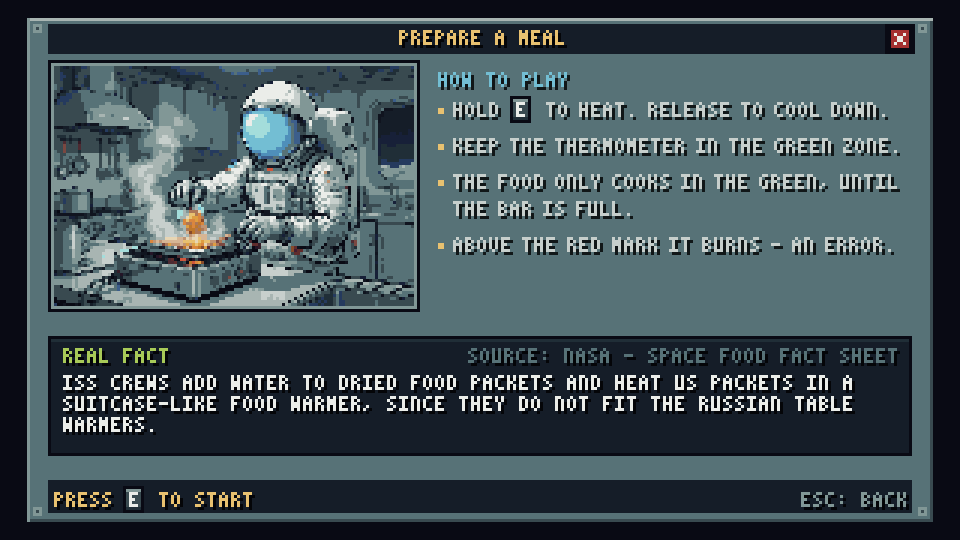 PREPARE A MEAL
HOW TO PLAY
HOLD E TO HEAT. RELEASE TO COOL DOWN.
KEEP THE THERMOMETER IN THE GREEN ZONE.
THE FOOD ONLY COOKS IN THE GREEN, UNTIL
THE BAR IS FULL.
ABOVE THE RED MARK IT BURNS - AN ERROR.
REAL FACT
SOURCE: NASA - SPACE FOOD FACT SHEET
ISS CREWS ADD WATER TO DRIED FOOD PACKETS AND HEAT US PACKETS IN A
SUITCASE-LIKE FOOD WARMER, SINCE THEY DO NOT FIT THE RUSSIAN TABLE
WARMERS.
PRESS E TO START
ESC: BACK